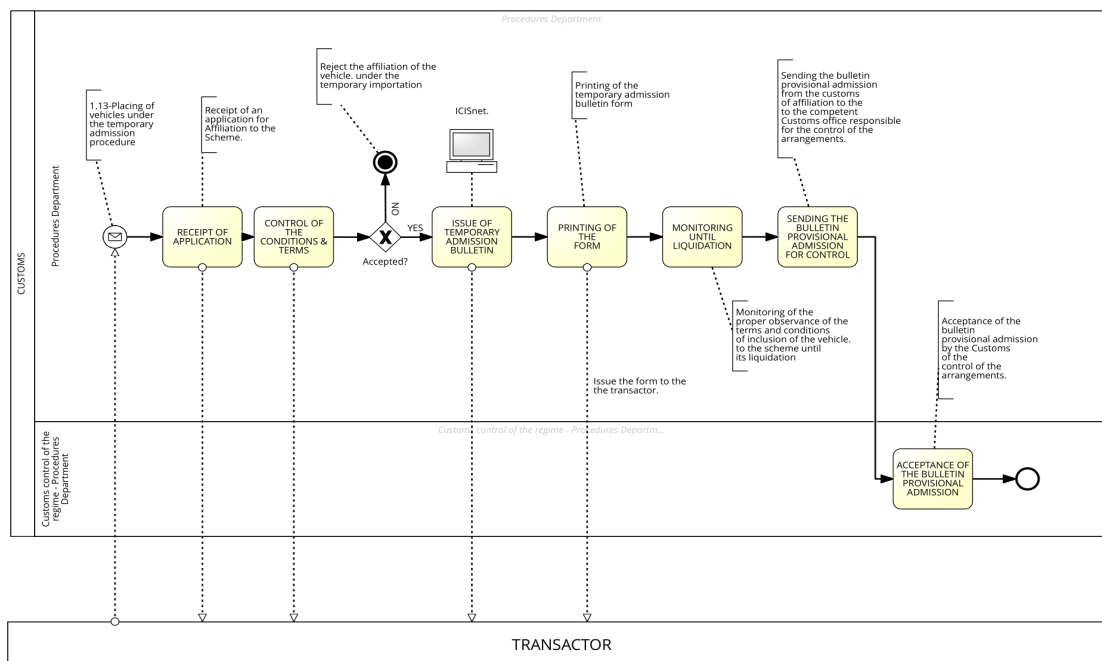 Procedures Department
CUSTOMS
Procedures Department
1.13-Placing of
vehicles under
the temporary
admission
procedure
Receipt of an
application for
Affiliation to the
Scheme.
Reject the affiliation of the
vehicle. under the
temporary importation
ICISnet.
Printing of the
temporary admission
bulletin form
Sending the bulletin
provisional admission
from the customs
of affiliation to the
to the competent
Customs office responsible
for the control of the
arrangements.
RECEIPT OF
APPLICATION
CONTROL OF
THE
CONDITIONS &
TERMS
NO
YES
Accepted?
ISSUE OF
TEMPORARY
ADMISSION
BULLETIN
PRINTING OF
THE
FORM
MONITORING
UNTIL
LIQUIDATION
SENDING THE
BULLETIN
PROVISIONAL
ADMISSION
FOR CONTROL
Monitoring of the
proper observance of the
terms and conditions
of inclusion of the vehicle.
to the scheme until
its liquidation
Acceptance of the
bulletin
provisional admission
by the Customs
of the
control of the
arrangements.
Issue the form to the
the transactor.
Customs control of the regime - Procedures Departm...
Customs control of the
regime - Procedures
Department
ACCEPTANCE OF
THE BULLETIN
PROVISIONAL
ADMISSION
TRANSACTOR